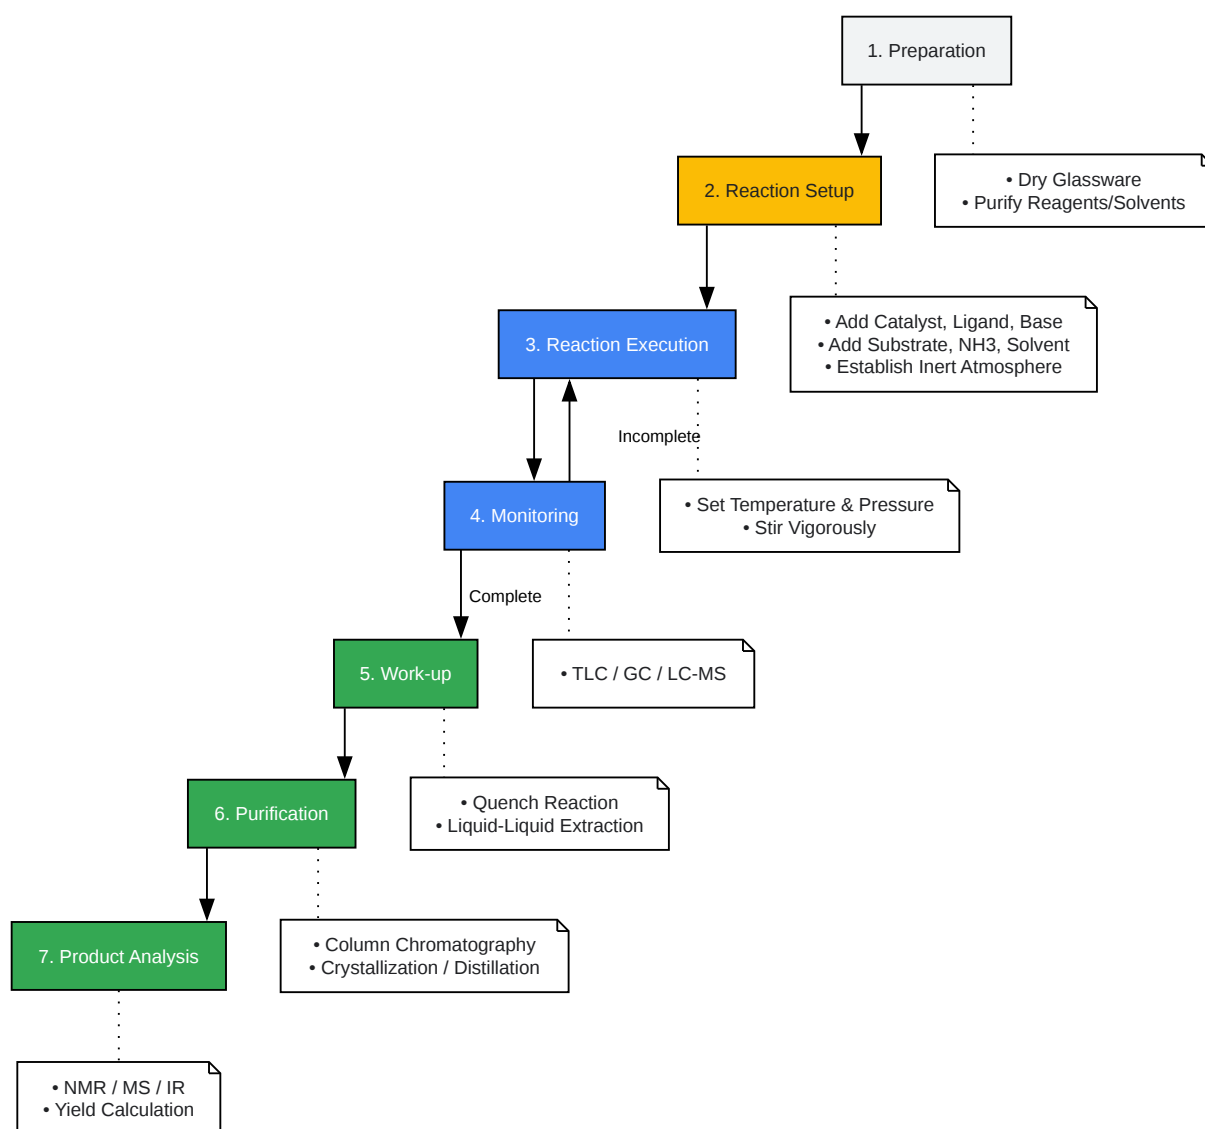 1. Preparation
• Dry Glassware
• Purify Reagents/Solvents
2. Reaction Setup
• Add Catalyst, Ligand, Base
• Add Substrate, NH3, Solvent
• Establish Inert Atmosphere
3. Reaction Execution
Incomplete
• Set Temperature & Pressure
• Stir Vigorously
4. Monitoring
Complete
• TLC / GC / LC-MS
5. Work-up
• Quench Reaction
• Liquid-Liquid Extraction
6. Purification
• Column Chromatography
• Crystallization / Distillation
7. Product Analysis
• NMR / MS / IR
• Yield Calculation